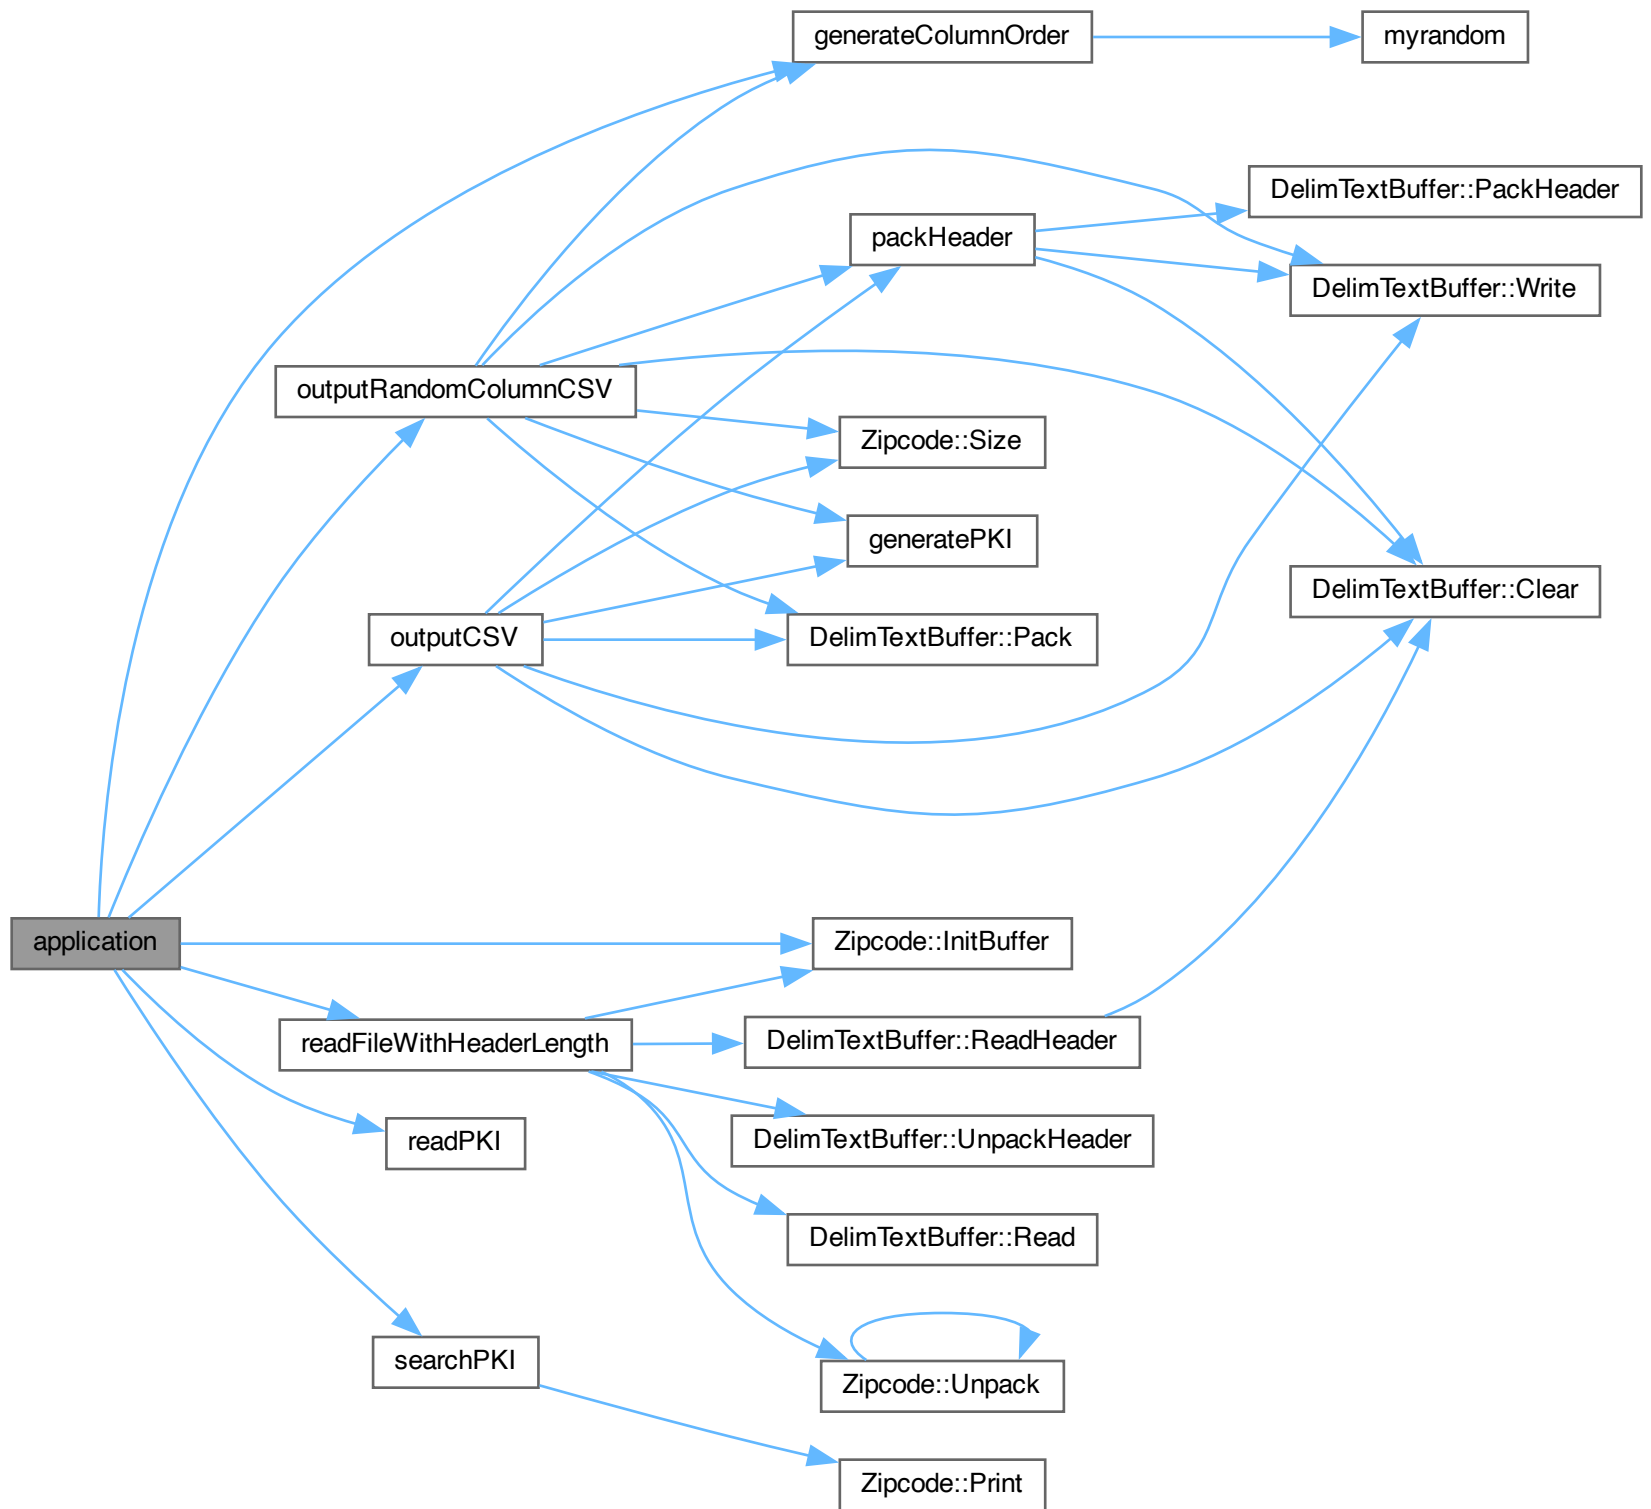 generateColumnOrder
myrandom
DelimTextBuffer::PackHeader
packHeader
DelimTextBuffer::Write
outputRandomColumnCSV
Zipcode::Size
generatePKI
DelimTextBuffer::Clear
outputCSV
DelimTextBuffer::Pack
application
Zipcode::InitBuffer
readFileWithHeaderLength
DelimTextBuffer::ReadHeader
readPKI
DelimTextBuffer::UnpackHeader
DelimTextBuffer::Read
searchPKI
Zipcode::Unpack
Zipcode::Print